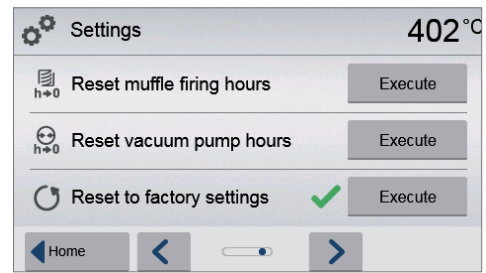 Settings 402°C
h→0 Reset muffle firing hours Execute
h→0 Reset vacuum pump hours Execute
Reset to factory settings Execute
Home